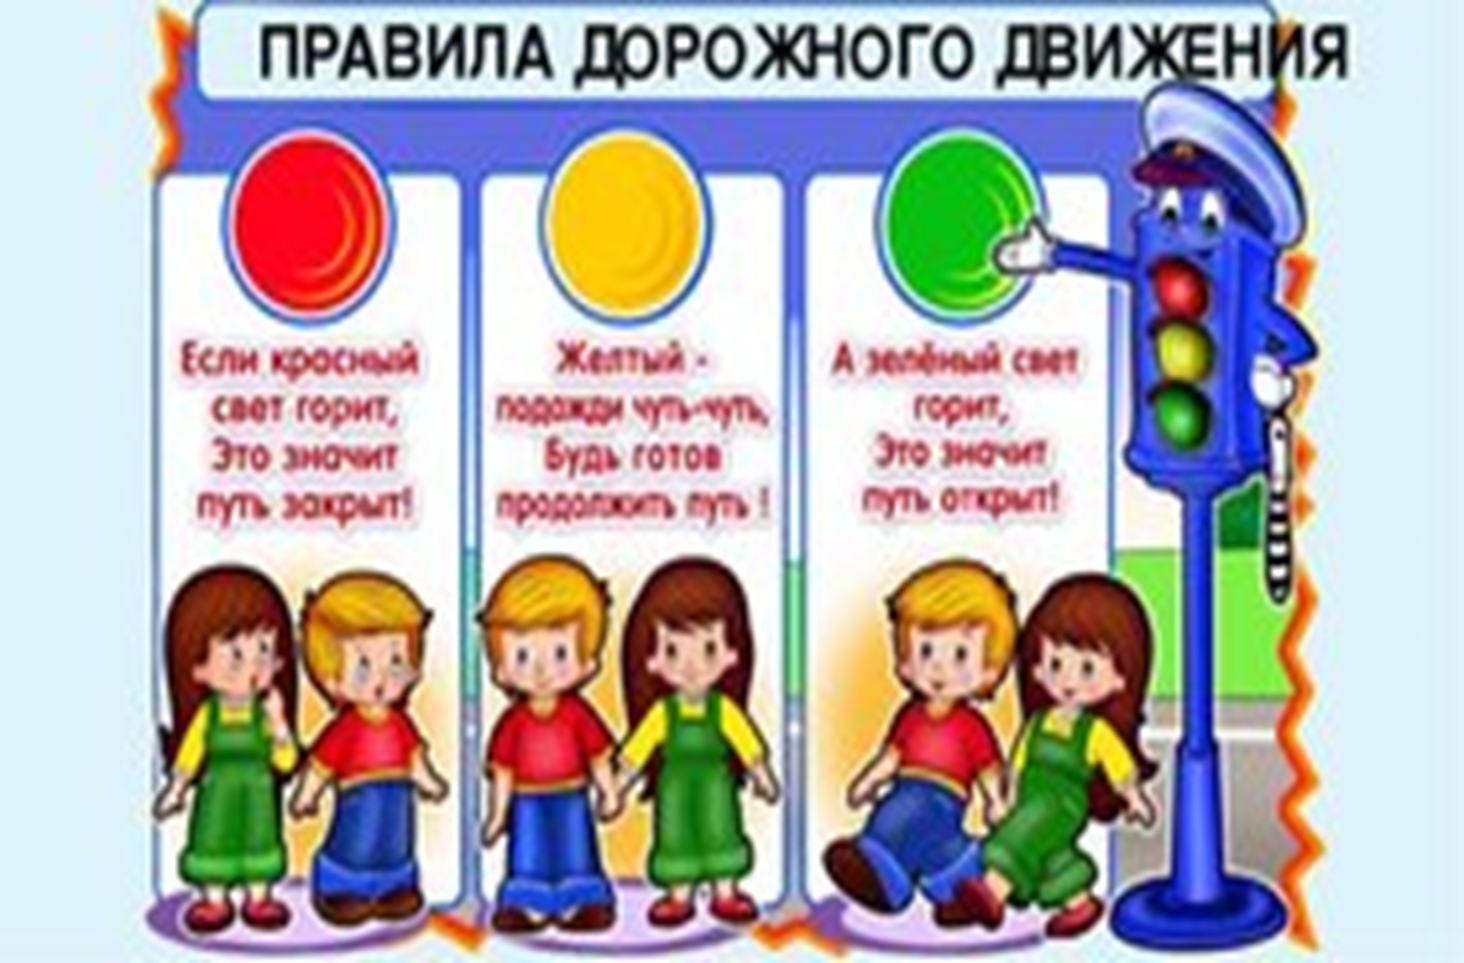 ПРАВИЛА ДОРОЖНОГО ДВИЖЕНИЯ
Если красный
свет горит,
Это значит
путь закрыт!
Желтый -
подожди чуть-чуть,
Будь готов
продолжить путь !
А зелёный свет
горит,
Это значит
путь открыт!